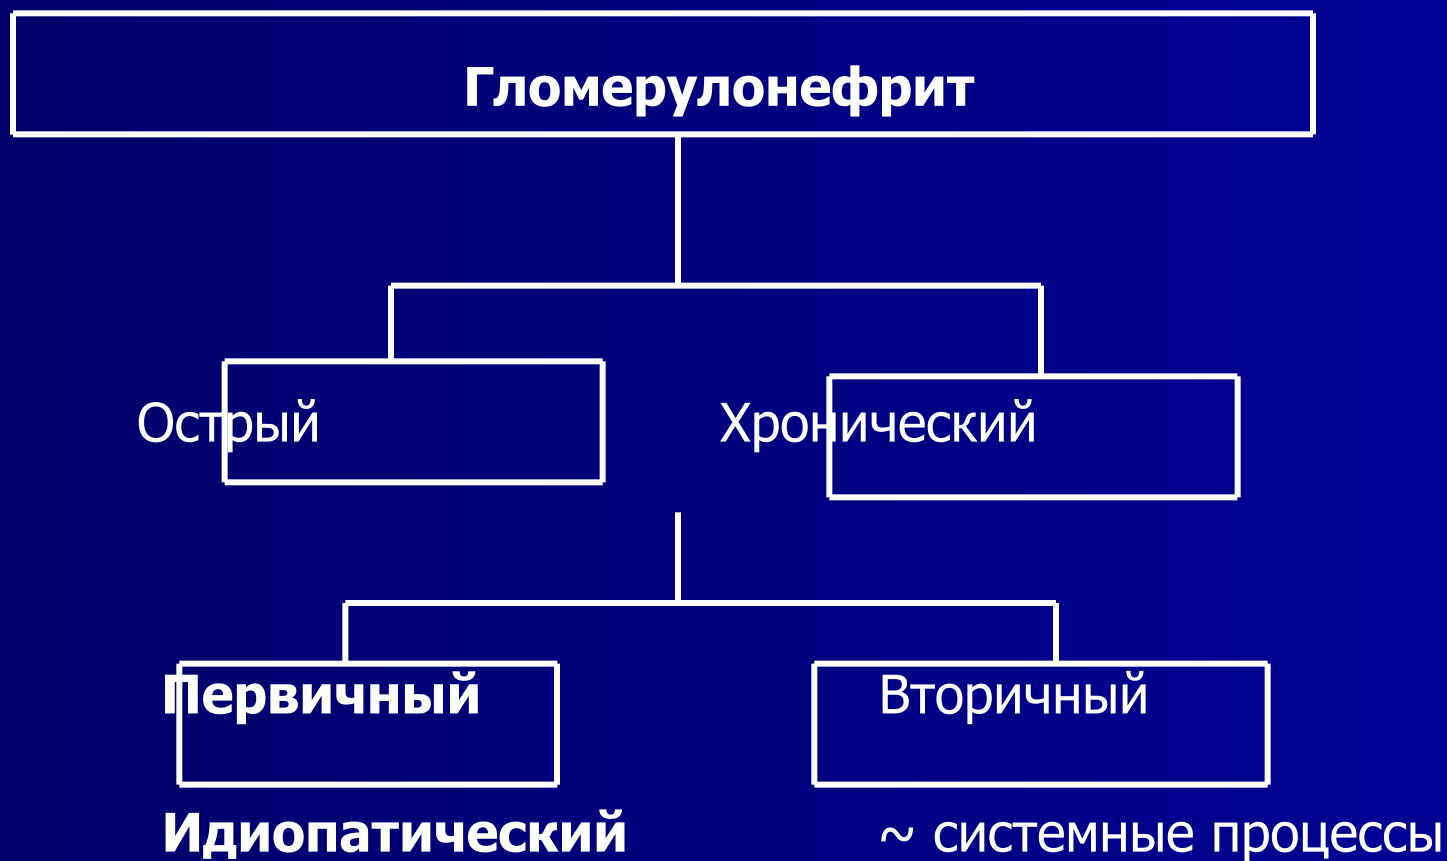 Гломерулонефрит
Острый Хронический
Первичный Вторичный
Идиопатический ~ системные процессы